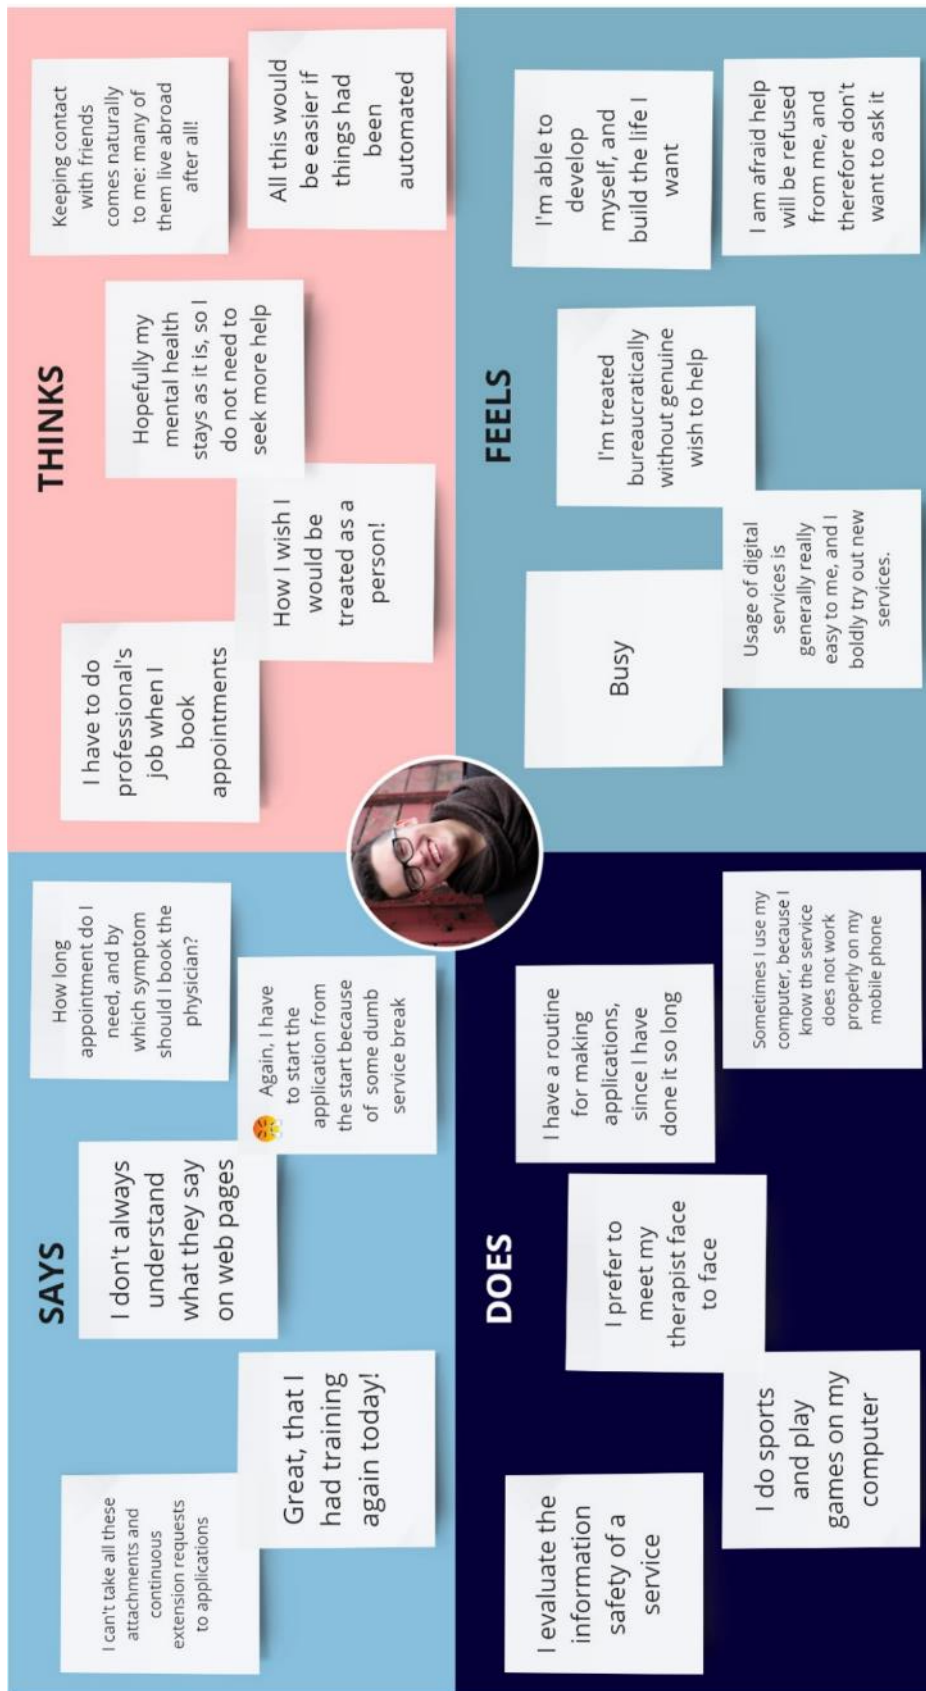 SAYS
I can't take all these
attachments and
continuous
extension requests
to applications
Great, that I
had training
again today!
I don't always
understand
what they say
on web pages
Again, I have
to start the
application from
the start because
of some dumb
service break
How long
appointment do I
need, and by
which symptom
should I book the
physician?
THINKS
I have to do
professional's
job when I
book
appointments
How I wish I
would be
treated as a
person!
Hopefully my
mental health
stays as it is, so I
do not need to
seek more help
Keeping contact
with friends
comes naturally
to me: many of
them live abroad
after all!
All this would
be easier if
things had
been
automated
DOES
I evaluate the
information
safety of a
service
I do sports
and play
games on my
computer
I prefer to
meet my
therapist face
to face
I have a routine
for making
applications,
since I have
done it so long
Sometimes I use my
computer, because I
know the service
does not work
properly on my
mobile phone
FEELS
Busy
Usage of digital
services is
generally really
easy to me, and I
boldly try out new
services.
I'm treated
bureaucratically
without genuine
wish to help
I'm able to
develop
myself, and
build the life I
want
I am afraid help
will be refused
from me, and
therefore don't
want to ask it